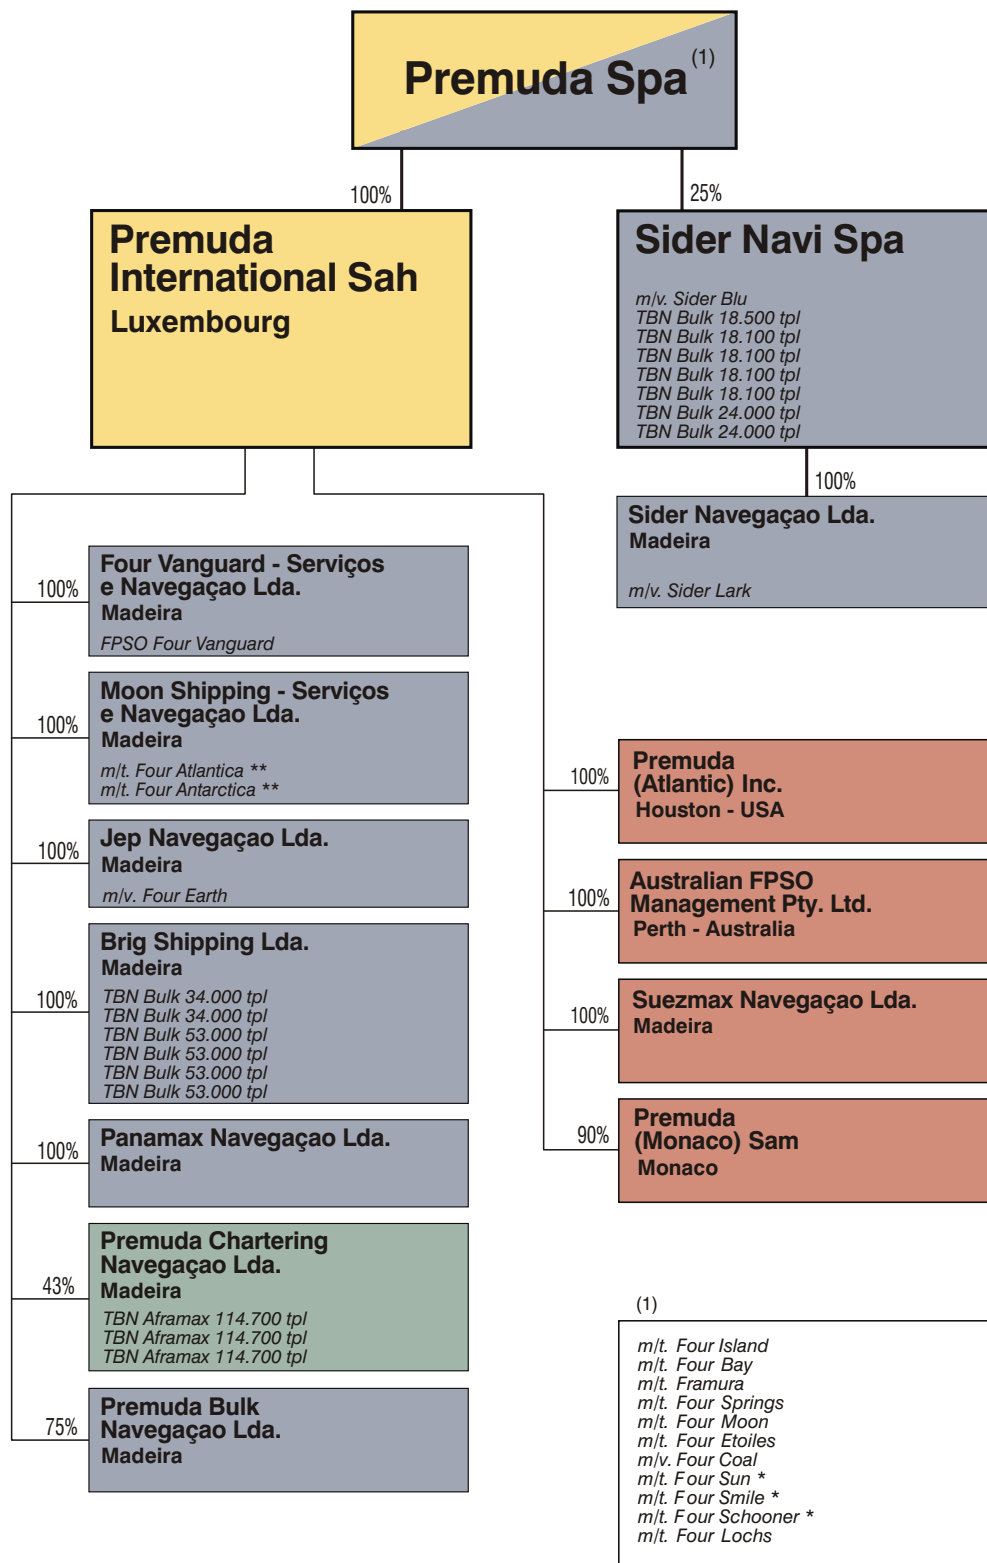 Premuda Spa (1)
100%
25%
Premuda
International Sah
Luxembourg
Sider Navi Spa
m/v. Sider Blu
TBN Bulk 18.500 tpl
TBN Bulk 18.100 tpl
TBN Bulk 18.100 tpl
TBN Bulk 18.100 tpl
TBN Bulk 18.100 tpl
TBN Bulk 24.000 tpl
TBN Bulk 24.000 tpl
100%
Sider Navegaçao Lda.
Madeira
m/v. Sider Lark
100%
Four Vanguard - Serviços
e Navegaçao Lda.
Madeira
FPSO Four Vanguard
100%
Moon Shipping - Serviços
e Navegaçao Lda.
Madeira
m/t. Four Atlantica **
m/t. Four Antarctica **
100%
Jep Navegaçao Lda.
Madeira
m/v. Four Earth
100%
Brig Shipping Lda.
Madeira
TBN Bulk 34.000 tpl
TBN Bulk 34.000 tpl
TBN Bulk 53.000 tpl
TBN Bulk 53.000 tpl
TBN Bulk 53.000 tpl
TBN Bulk 53.000 tpl
100%
Panamax Navegaçao Lda.
Madeira
43%
Premuda Chartering
Navegaçao Lda.
Madeira
TBN Aframax 114.700 tpl
TBN Aframax 114.700 tpl
TBN Aframax 114.700 tpl
75%
Premuda Bulk
Navegaçao Lda.
Madeira
100%
Premuda
(Atlantic) Inc.
Houston - USA
100%
Australian FPSO
Management Pty. Ltd.
Perth - Australia
100%
Suezmax Navegaçao Lda.
Madeira
90%
Premuda
(Monaco) Sam
Monaco
(1)
m/t. Four Island
m/t. Four Bay
m/t. Framura
m/t. Four Springs
m/t. Four Moon
m/t. Four Etoiles
m/v. Four Coal
m/t. Four Sun *
m/t. Four Smile *
m/t. Four Schooner *
m/t. Four Lochs